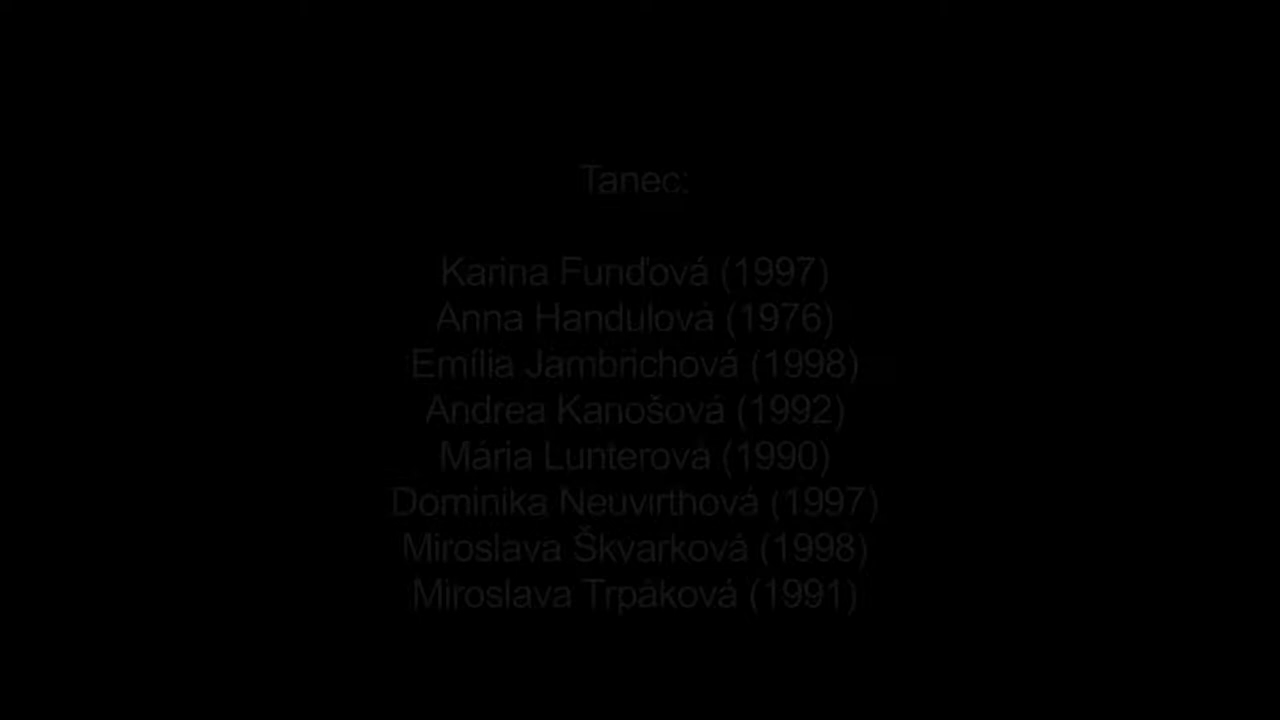 Tanec:
Karina Funďová (1997)
Anna Handulová (1976)
Emília Jambrichová (1998)
Andrea Kanošová (1992)
Mária Lunterová (1990)
Dominika Neuvirthová (1997)
Miroslava Škvarková (1998)
Miroslava Trpáková (1991)